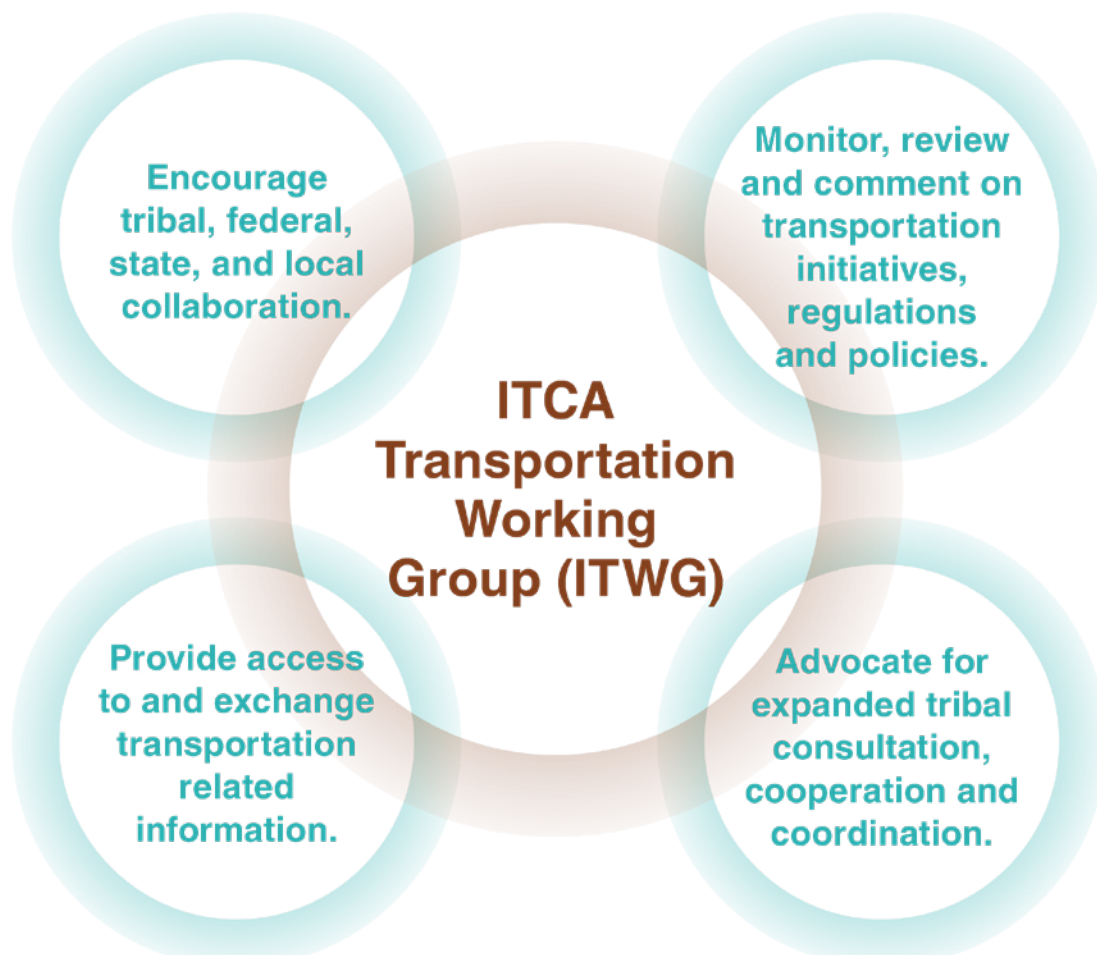 Encourage
tribal, federal,
state, and local
collaboration.
Monitor, review
and comment on
transportation
initiatives,
regulations
and policies.
ITCA
Transportation
Working
Group (ITWG)
Provide access
to and exchange
transportation
related
information.
Advocate for
expanded tribal
consultation,
cooperation and
coordination.